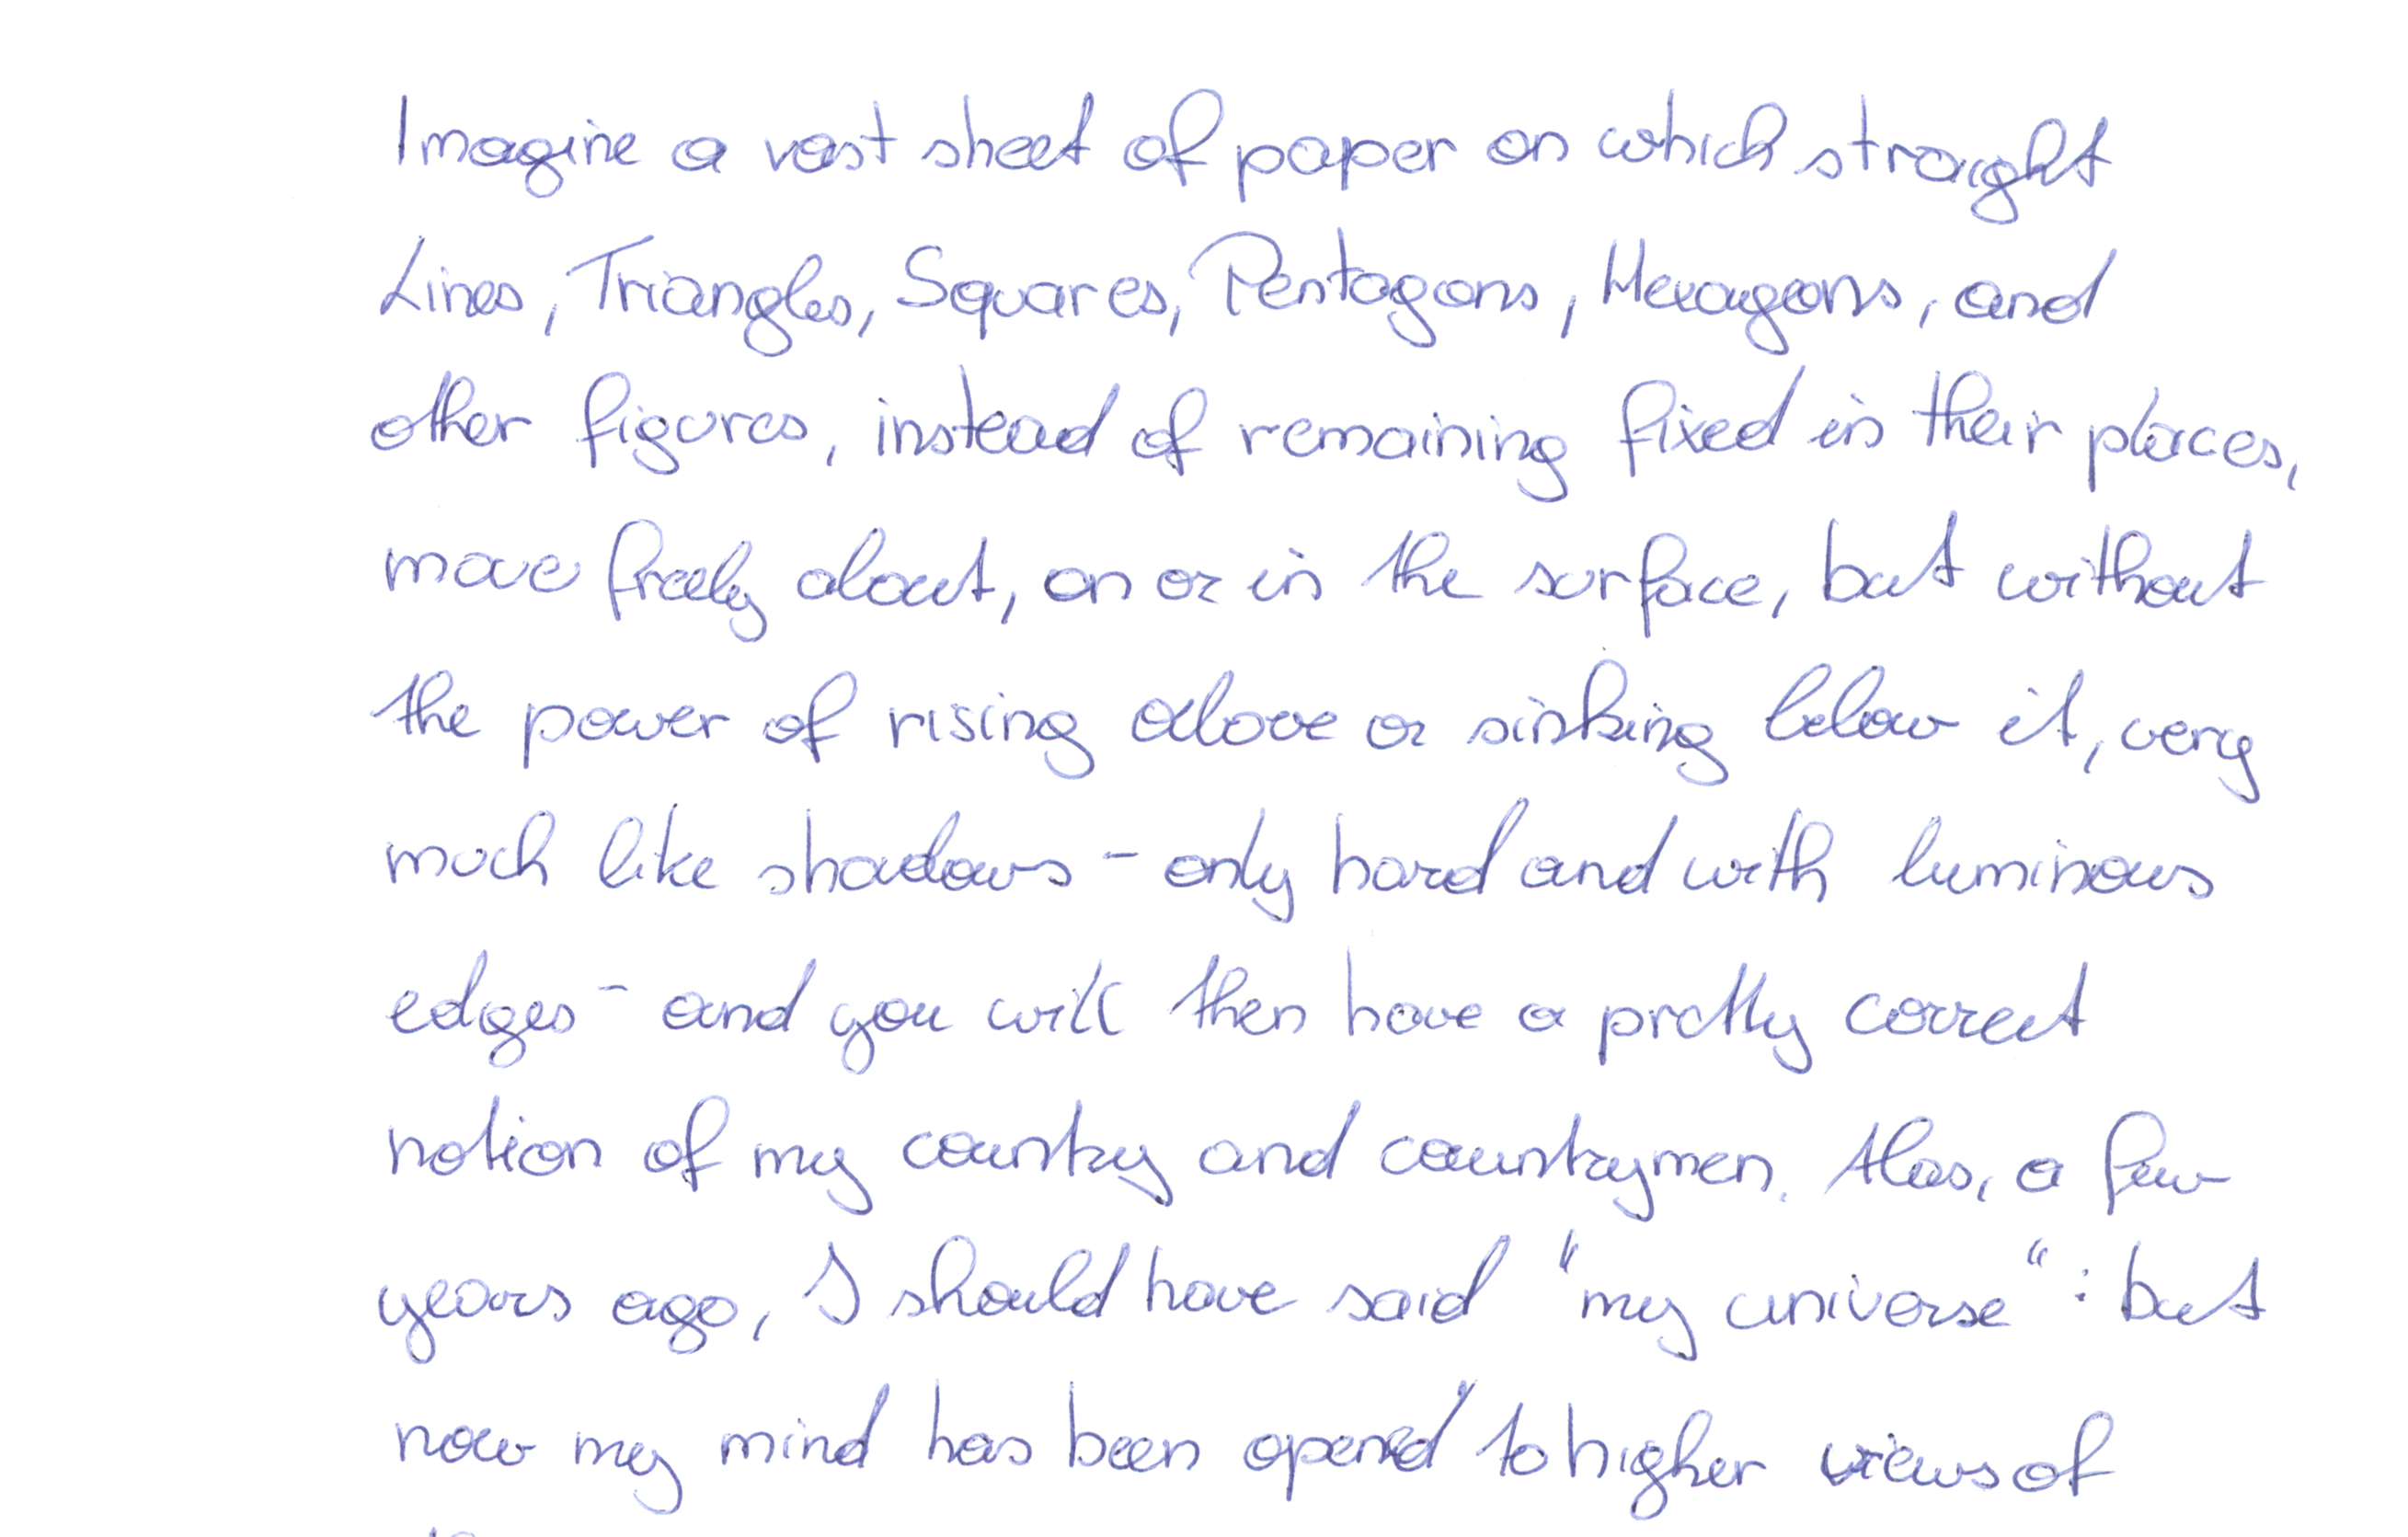 Imagine a vast sheet of paper on which straight
Lines, Triangles, Squares, Pentagons, Hexagons, and
other figures, instead of remaining fixed in their places,
move freely about, on or in the surface, but without
the power of rising above or sinking below it, very
much like shadows - only hard and with luminous
edges - and you will then have a pretty correct
notion of my country and countrymen. Alas, a few
years ago, I should have said "my universe": but
now my mind has been opened to higher views of